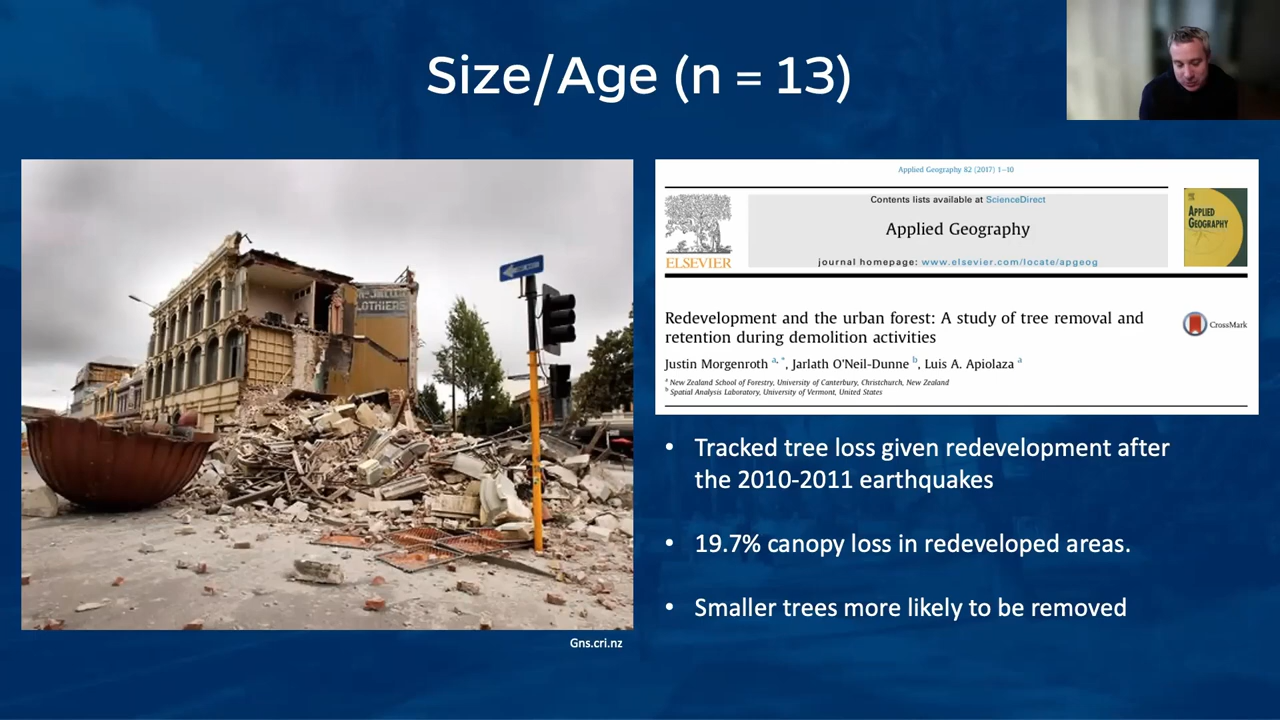 Size/Age (n = 13)
LOTHIERS
Gns.cri.nz
Applied Geography 82 (2017) 1–10
Contents lists available at ScienceDirect
Applied Geography
journal homepage: www.elsevier.com/locate/apgeog
ELSEVIER
APPLIED
GEOGRAPHY
Redevelopment and the urban forest: A study of tree removal and
retention during demolition activities
CrossMark
Justin Morgenroth a, *, Jarlath O'Neil-Dunne b, Luis A. Apiolaza a
a New Zealand School of Forestry, University of Canterbury, Christchurch, New Zealand
b Spatial Analysis Laboratory, University of Vermont, United States
• Tracked tree loss given redevelopment after
the 2010-2011 earthquakes
• 19.7% canopy loss in redeveloped areas.
• Smaller trees more likely to be removed